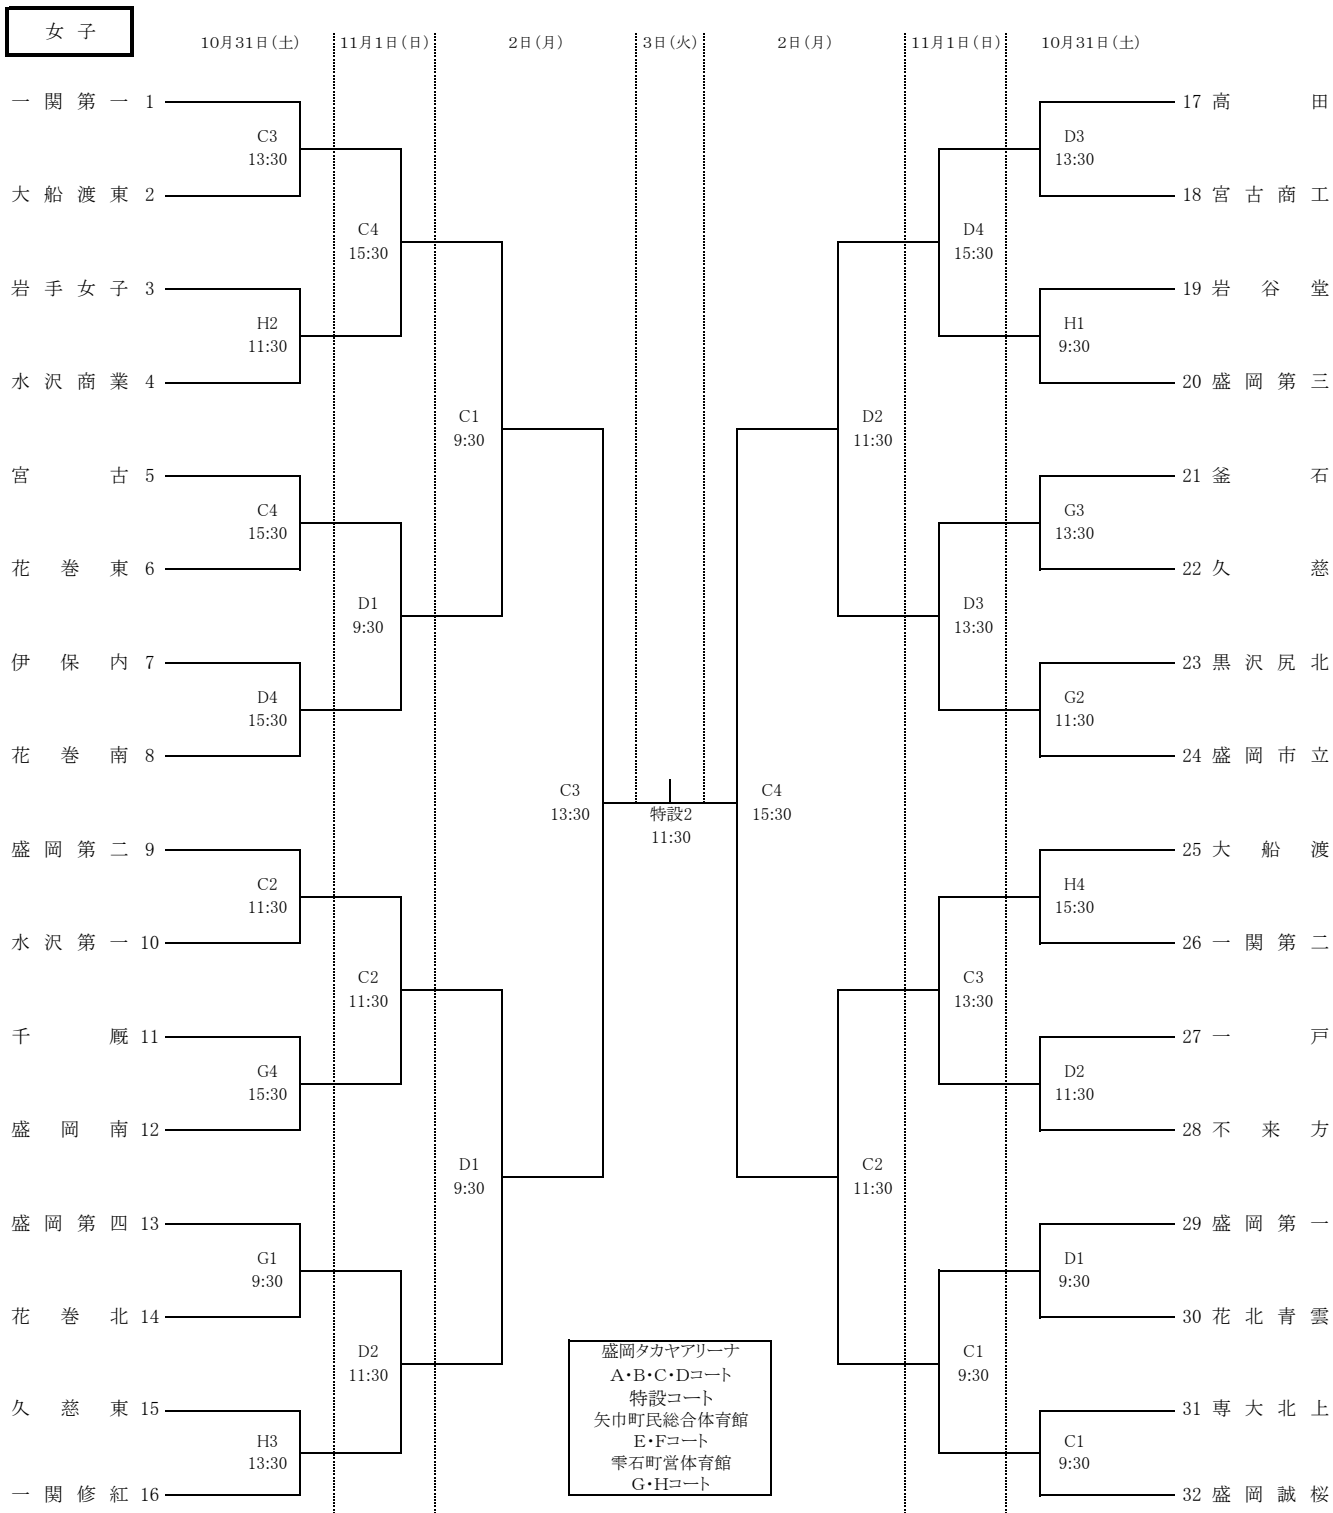 女 子
10月31日(土) 11月1日(日) 2日(月) 3日(火) 2日(月) 11月1日(日) 10月31日(土)
一 関 第 一 1
C3
13:30
大 船 渡 東 2
C4
15:30
岩 手 女 子 3
H2
11:30
水 沢 商 業 4
C1
9:30
宮 古 5
C4
15:30
花 巻 東 6
D1
9:30
伊 保 内 7
D4
15:30
花 巻 南 8
C3
13:30
盛 岡 第 二 9
C2
11:30
水 沢 第 一 10
C2
11:30
千 厩 11
G4
15:30
盛 岡 南 12
D1
9:30
盛 岡 第 四 13
G1
9:30
花 巻 北 14
D2
11:30
久 慈 東 15
H3
13:30
一 関 修 紅 16
特設2
11:30
17 高 田
D3
13:30
18 宮 古 商 工
D4
15:30
19 岩 谷 堂
H1
9:30
20 盛 岡 第 三
D2
11:30
21 釜 石
G3
13:30
22 久 慈
D3
13:30
23 黒 沢 尻 北
G2
11:30
24 盛 岡 市 立
C4
15:30
25 大 船 渡
H4
15:30
26 一 関 第 二
C3
13:30
27 一 戸
D2
11:30
28 不 来 方
C2
11:30
29 盛 岡 第 一
D1
9:30
30 花 北 青 雲
C1
9:30
31 専 大 北 上
C1
9:30
32 盛 岡 誠 桜
盛岡タカヤアリーナ
A・B・C・Dコート
特設コート
矢巾町民総合体育館
E・Fコート
雫石町営体育館
G・Hコート